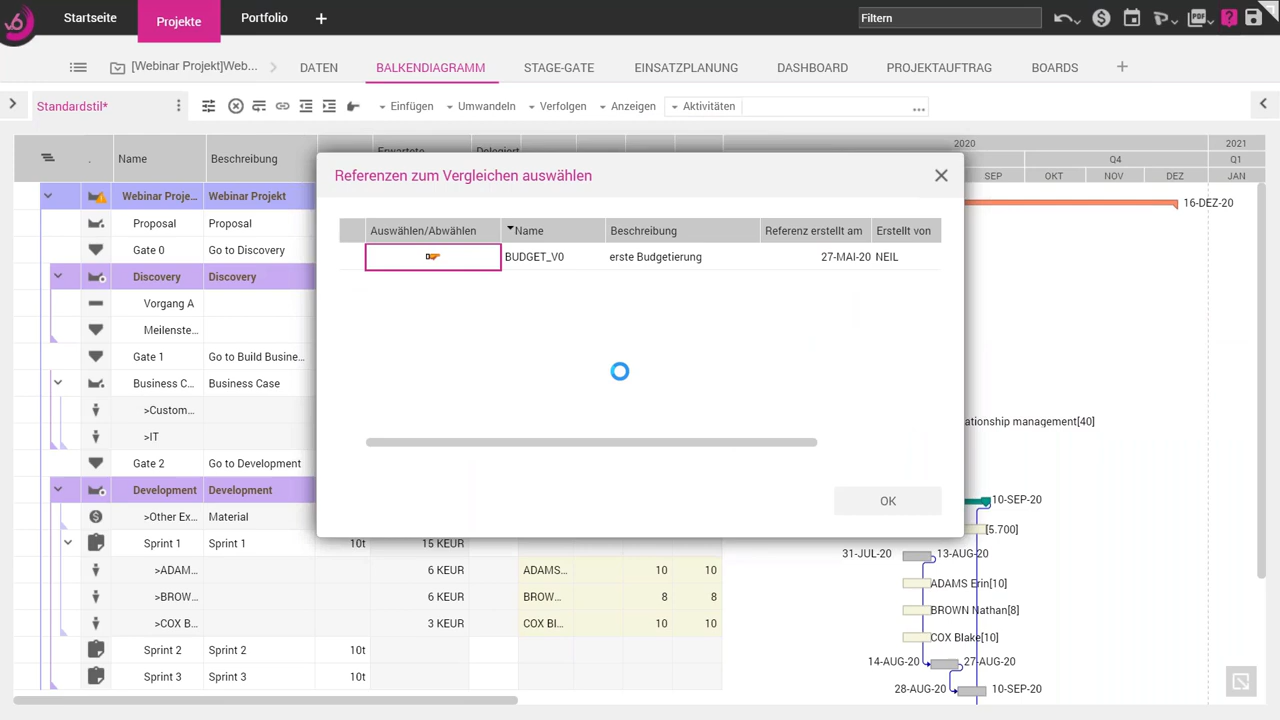 Startseite
Projekte
Portfolio
Filtern
[Webinar Projekt]Web...
DATEN
BALKENDIAGRAMM
STAGE-GATE
EINSATZPLANUNG
DASHBOARD
PROJEKTAUFTRAG
BOARDS
Standardstil*
Einfügen
Umwandeln
Verfolgen
Anzeigen
Aktivitäten
...
. Name Beschreibung
2020 2021
Q4 Q1
SEP OKT NOV DEZ JAN
Referenzen zum Vergleichen auswählen
Auswählen/Abwählen Name Beschreibung Referenz erstellt am Erstellt von
BUDGET_V0 erste Budgetierung 27-MAI-20 NEIL
OK
Webinar Proje... Webinar Projekt 16-DEZ-20
Proposal Proposal
Gate 0 Go to Discovery
Discovery Discovery
Vorgang A
Meilenste...
Gate 1 Go to Build Busine...
Business C... Business Case
>Custom... ationship management[40]
>IT
Gate 2 Go to Development
Development Development 10-SEP-20
>Other Ex... Material [5.700]
Sprint 1 Sprint 1 10t 15 KEUR 31-JUL-20 13-AUG-20
>ADAM... 6 KEUR ADAMS... 10 10 ADAMS Erin[10]
>BROW... 6 KEUR BROW... 8 8 BROWN Nathan[8]
>COX B... 3 KEUR COX Bl... 10 10 COX Blake[10]
Sprint 2 Sprint 2 10t 14-AUG-20 27-AUG-20
Sprint 3 Sprint 3 10t 28-AUG-20 10-SEP-20